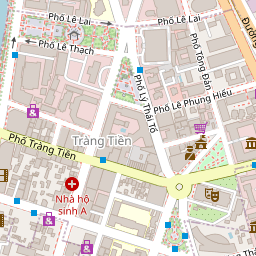 Phố Lê Lai
Phố Lê Lai
Phố Lê Thạch
Phố Tông Đản
Đường
Phố Lý Thái Tổ
Phố Lê Phụng Hiểu
Phố Tràng Tiền
Tràng Tiền
Nhà hộ
sinh A